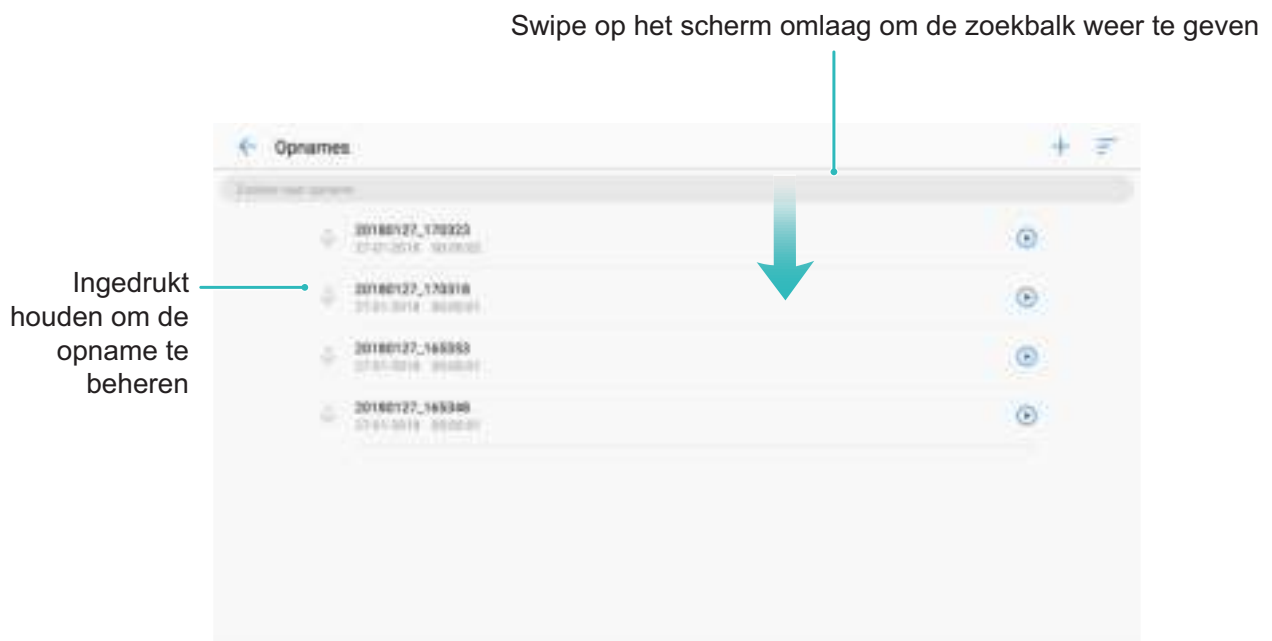 Swipe op het scherm omlaag om de zoekbalk weer te geven
Opnames
20180127_170323
Ingedrukt
houden om de
opname te
beheren
20180127_170318
20180127_165353
20180127_165348